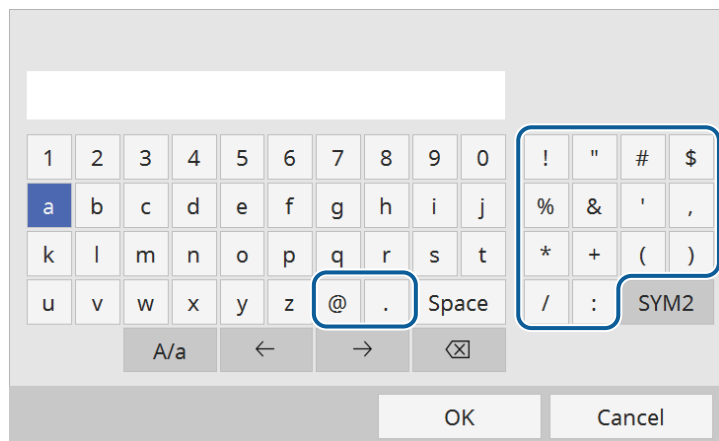 1 2 3 4 5 6 7 8 9 0 ! " # $
a b c d e f g h i j % & ' ,
k l m n o p q r s t * + ( )
u v w x y z @ . Space / : SYM2
A/a ← → ⌫
OK Cancel